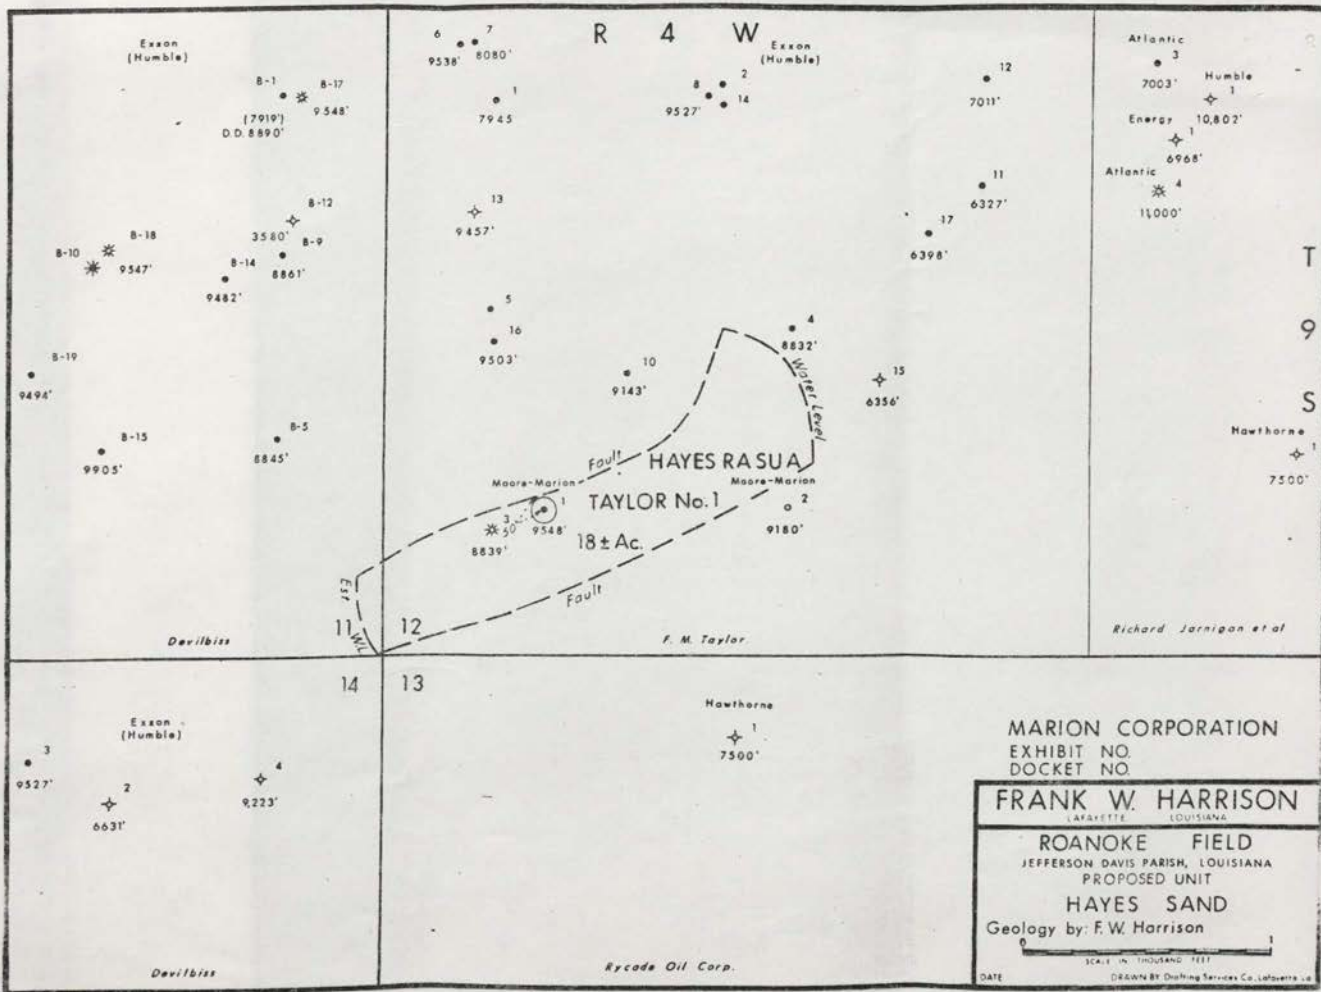 R 4 W
T
9
S
Exxon
(Humble)
B-1
B-17
(7919')
D.D. 8890'
9548'
B-12
3580'
B-18
B-10
9547'
B-9
8861'
B-14
9482'
B-19
9494'
B-15
9905'
B-5
8845'
Devilbiss
11
6
7
9538'
8080'
1
7945
Exxon
(Humble)
2
8
14
9527'
12
7011'
13
9457'
11
6327'
17
6398'
5
16
9503'
4
8832'
10
9143'
15
6356'
Water Level
Fault
HAYES RASUA
Moore-Marion
1
TAYLOR No. 1
Moore-Marion
2
9180'
3
50'
9548'
8839'
18 ± Ac.
Fault
Est
W/L
12
F. M. Taylor
Atlantic
3
7003'
Humble
1
10,802'
Energy
1
6968'
Atlantic
4
11,000'
Hawthorne
1
7500'
Richard Jarnigan et al
14
13
Exxon
(Humble)
3
9527'
2
6631'
4
9,223'
Devilbiss
Hawthorne
1
7500'
Rycade Oil Corp.
MARION CORPORATION
EXHIBIT NO.
DOCKET NO.
FRANK W. HARRISON
LAFAYETTE LOUISIANA
ROANOKE FIELD
JEFFERSON DAVIS PARISH, LOUISIANA
PROPOSED UNIT
HAYES SAND
Geology by: F. W. Harrison
0 1
SCALE IN THOUSAND FEET
DATE DRAWN BY Drafting Services Co., Lafayette La